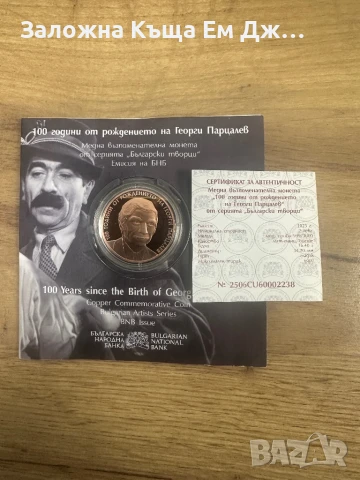 Заложна Къща Ем Дж...
100 години от рождението на Георги Парцалев
Медна възпоменателна монета
от серията „Български творци“
Емисия на БНБ
100 Years since the Birth of Georg
Copper Commemorative Coin
Bulgarian Artists Series
BNB Issue
БЪЛГАРСКА
НАРОДНА
БАНКА
BULGARIAN
NATIONAL
BANK
СЕРТИФИКАТ ЗА АВТЕНТИЧНОСТ
Медна възпоменателна монета
"100 години от рождението
на Георги Парцалев"
от серията "Български творци"
№ 2506CU60002238
BAZAR